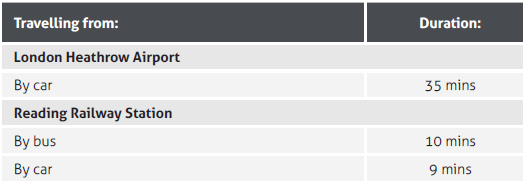 Travelling from: Duration:
London Heathrow Airport
By car 35 mins
Reading Railway Station
By bus 10 mins
By car 9 mins